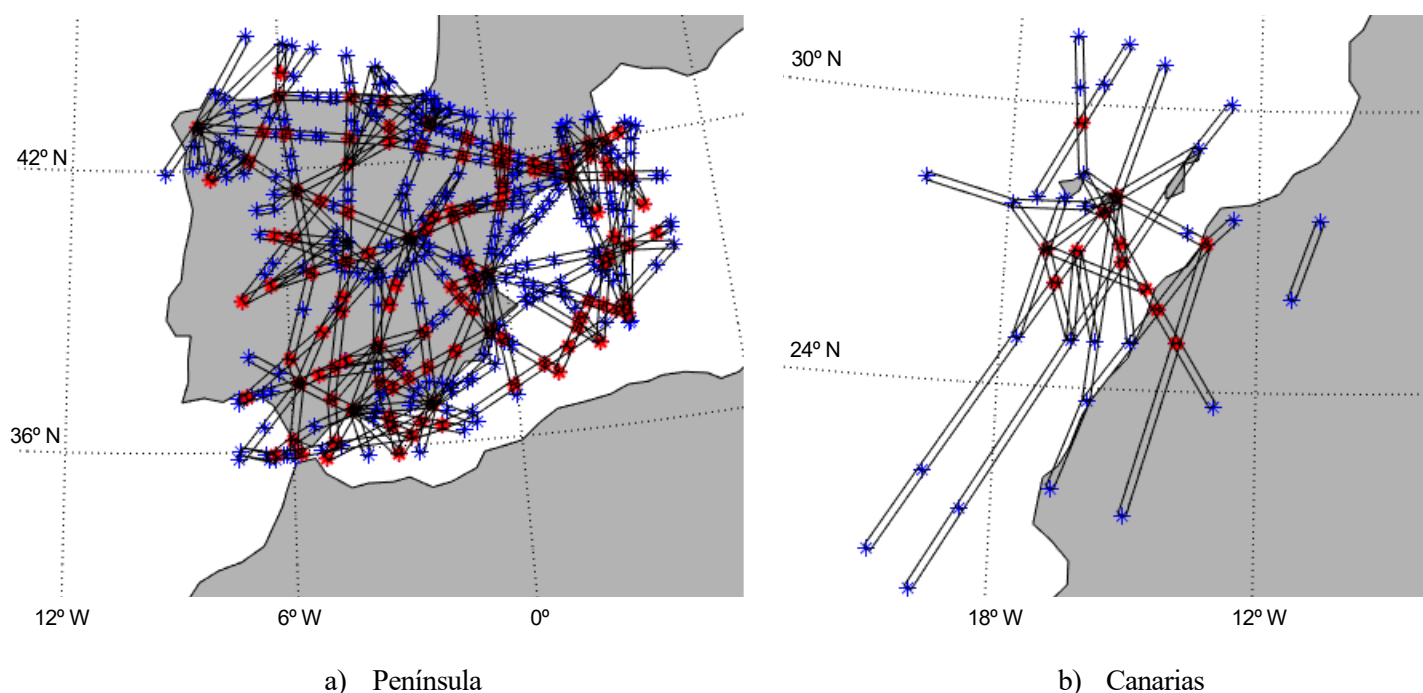 30º N
42º N
24º N
36º N
12º W
6º W
0º
18º W
12º W
a) Península
b) Canarias